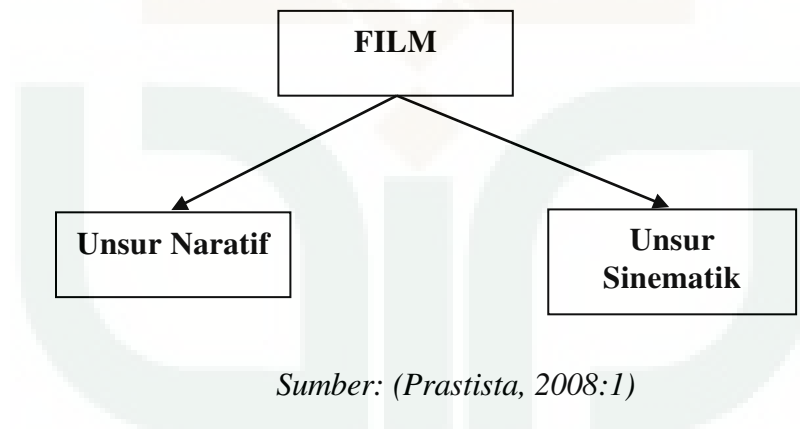 FILM
Unsur Naratif
Unsur
Sinematik
Sumber: (Prastista, 2008:1)